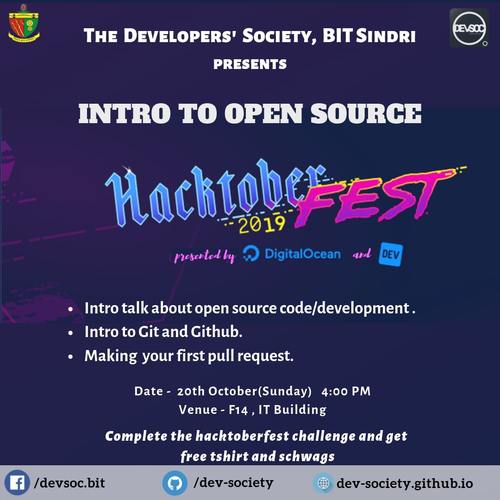 DEVSOC
The Developers' Society, BIT Sindri
presents
INTRO TO OPEN SOURCE
Hacktober
FEST
2019
presented by DigitalOcean and DEV
• Intro talk about open source code/development .
• Intro to Git and Github.
• Making your first pull request.
Date - 20th October(Sunday) 4:00 PM
Venue - F14 , IT Building
Complete the hacktoberfest challenge and get
free tshirt and schwags
/devsoc.bit /dev-society dev-society.github.io